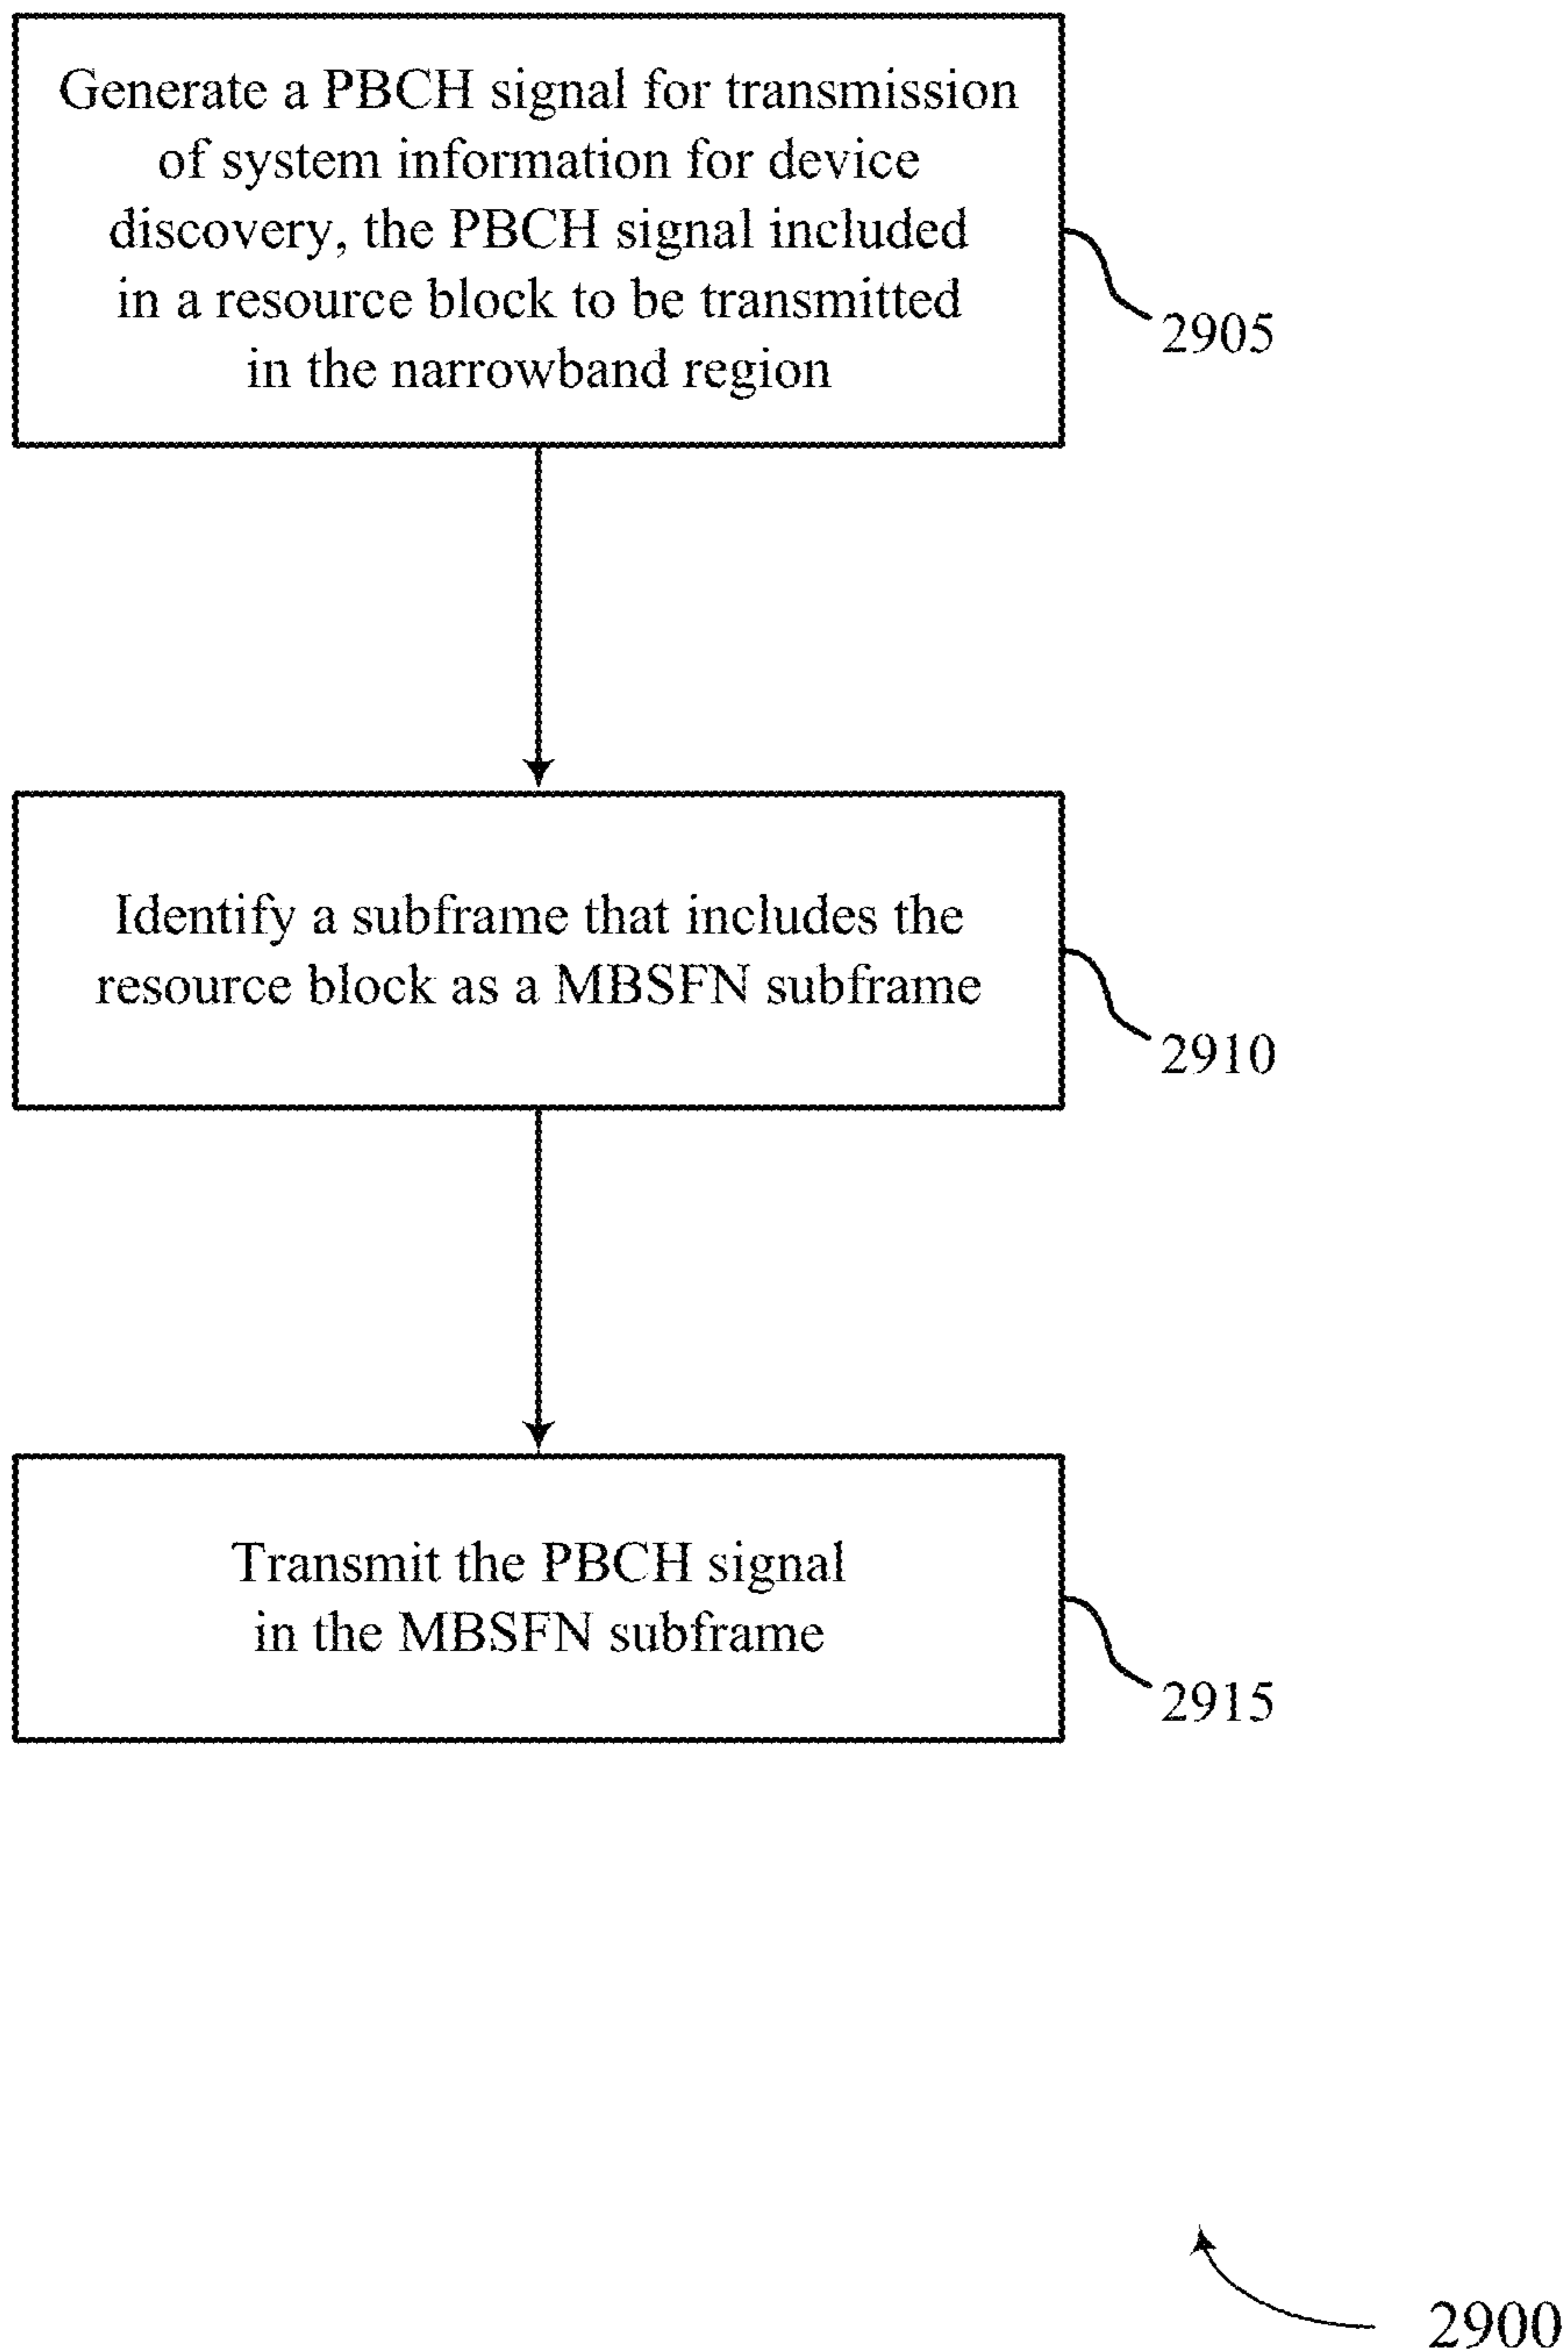 Generate a PBCH signal for transmission
of system information for device
discovery, the PBCH signal included
in a resource block to be transmitted
in the narrowband region
2905
Identify a subframe that includes the
resource block as a MBSFN subframe
2910
Transmit the PBCH signal
in the MBSFN subframe
2915
2900